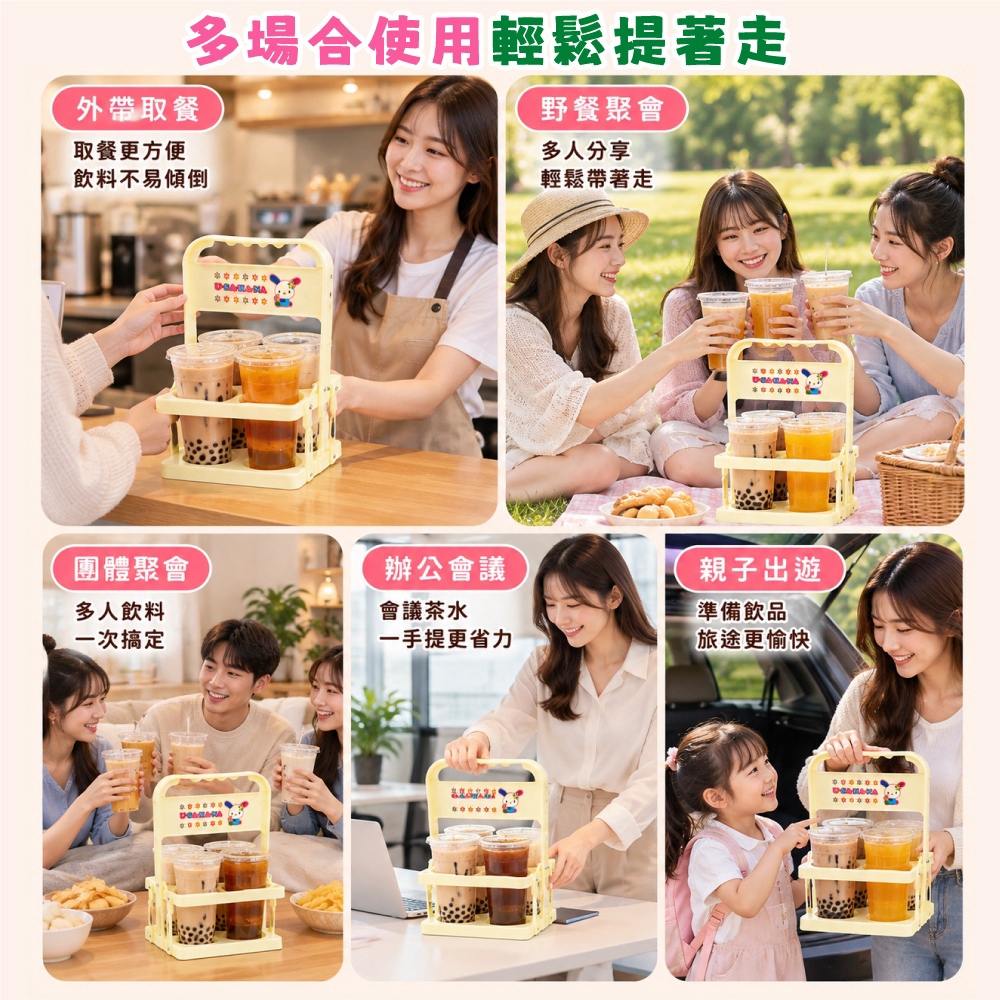 多場合使用輕鬆提著走
外帶取餐
取餐更方便
飲料不易傾倒
野餐聚會
多人分享
輕鬆帶著走
團體聚會
多人飲料
一次搞定
辦公會議
會議茶水
一手提更省力
親子出遊
準備飲品
旅途更愉快